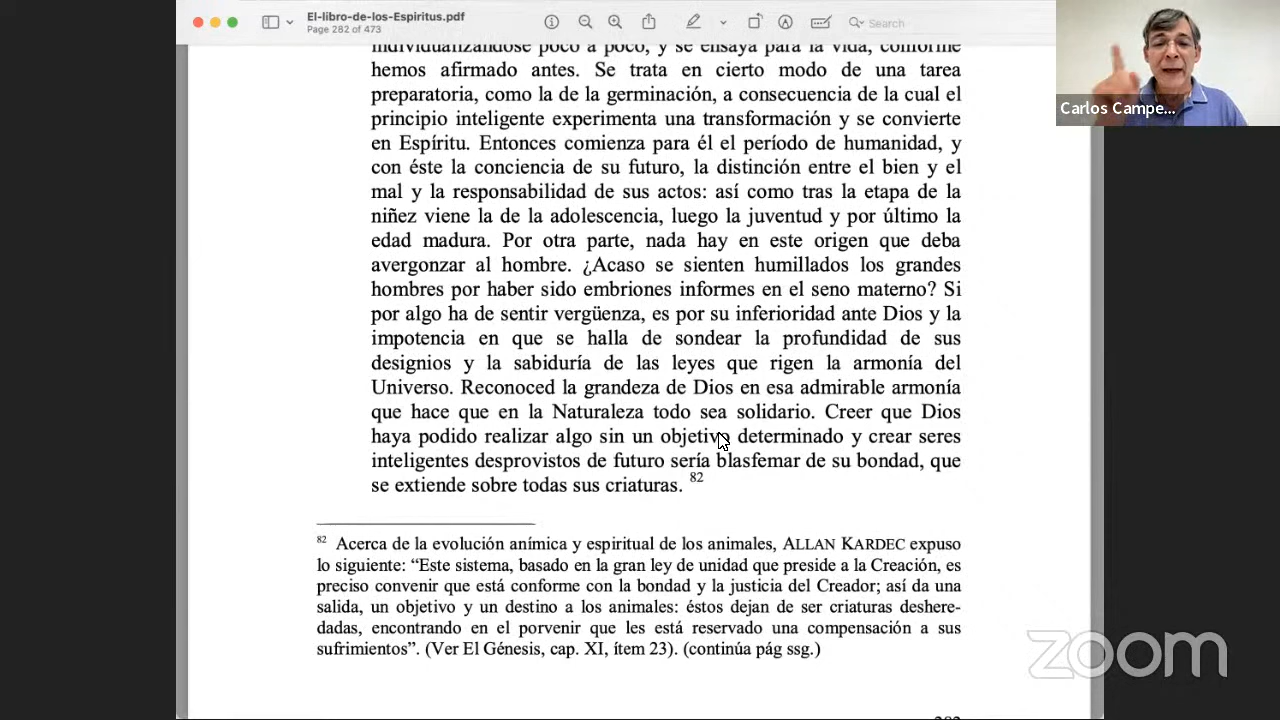 El-libro-de-los-Espiritus.pdf
Page 282 of 473
Search
Carlos Campe...
individualizándose poco a poco, y se ensaya para la vida, conforme
hemos afirmado antes. Se trata en cierto modo de una tarea
preparatoria, como la de la germinación, a consecuencia de la cual el
principio inteligente experimenta una transformación y se convierte
en Espíritu. Entonces comienza para él el período de humanidad, y
con éste la conciencia de su futuro, la distinción entre el bien y el
mal y la responsabilidad de sus actos: así como tras la etapa de la
niñez viene la de la adolescencia, luego la juventud y por último la
edad madura. Por otra parte, nada hay en este origen que deba
avergonzar al hombre. ¿Acaso se sienten humillados los grandes
hombres por haber sido embriones informes en el seno materno? Si
por algo ha de sentir vergüenza, es por su inferioridad ante Dios y la
impotencia en que se halla de sondear la profundidad de sus
designios y la sabiduría de las leyes que rigen la armonía del
Universo. Reconoced la grandeza de Dios en esa admirable armonía
que hace que en la Naturaleza todo sea solidario. Creer que Dios
haya podido realizar algo sin un objetivo determinado y crear seres
inteligentes desprovistos de futuro sería blasfemar de su bondad, que
se extiende sobre todas sus criaturas. 82
82 Acerca de la evolución anímica y espiritual de los animales, ALLAN KARDEC expuso
lo siguiente: “Este sistema, basado en la gran ley de unidad que preside a la Creación, es
preciso convenir que está conforme con la bondad y la justicia del Creador; así da una
salida, un objetivo y un destino a los animales: éstos dejan de ser criaturas deshere-
dadas, encontrando en el porvenir que les está reservado una compensación a sus
sufrimientos”. (Ver El Génesis, cap. XI, ítem 23). (continúa pág ssg.)
zoom